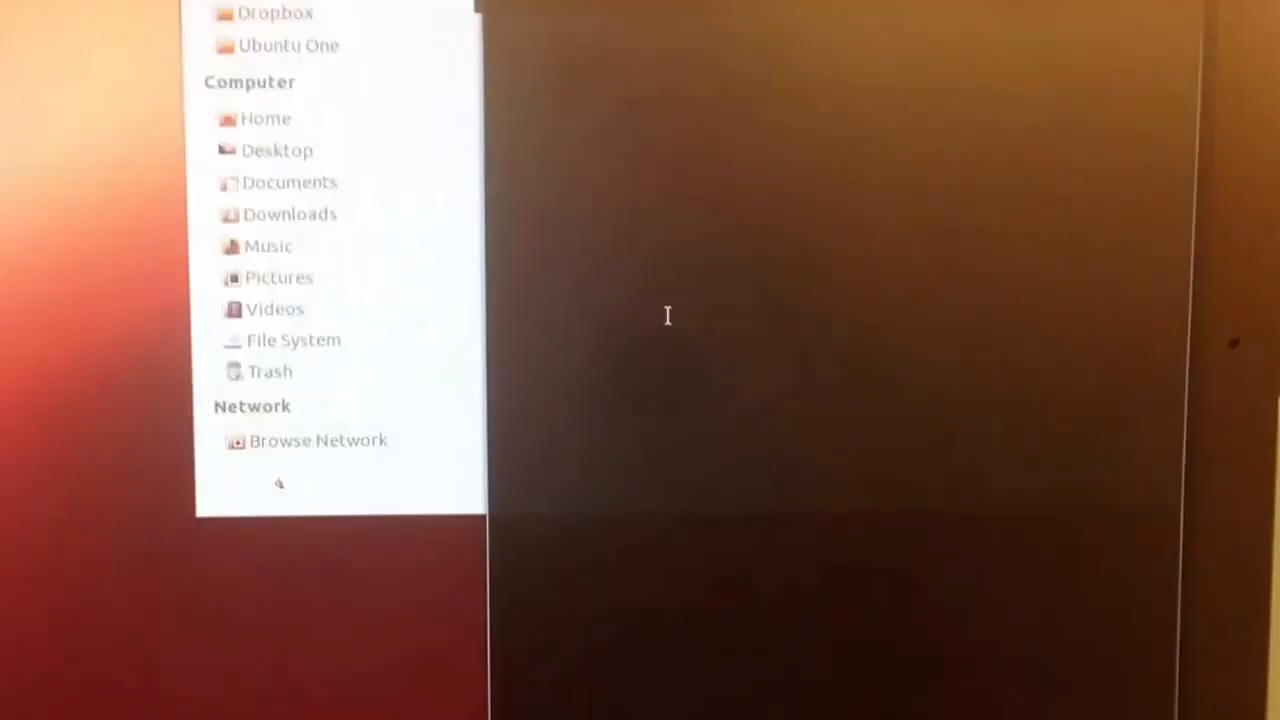 Dropbox
Ubuntu One
Computer
Home
Desktop
Documents
Downloads
Music
Pictures
Videos
File System
Trash
Network
Browse Network